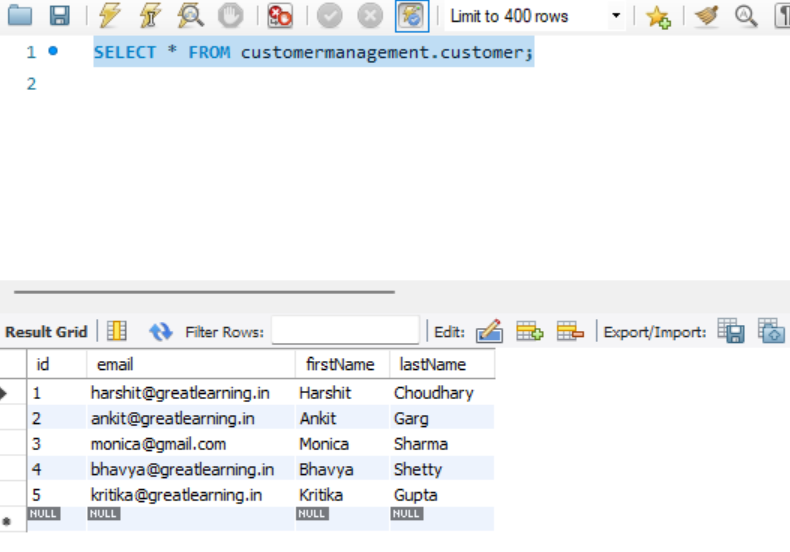 Limit to 400 rows
1 SELECT * FROM customermanagement.customer;
2
Result Grid Filter Rows: Edit: Export/Import:
id email firstName lastName
1 harshit@greatlearning.in Harshit Choudhary
2 ankit@greatlearning.in Ankit Garg
3 monica@gmail.com Monica Sharma
4 bhavya@greatlearning.in Bhavya Shetty
5 kritika@greatlearning.in Kritika Gupta
NULL NULL NULL NULL